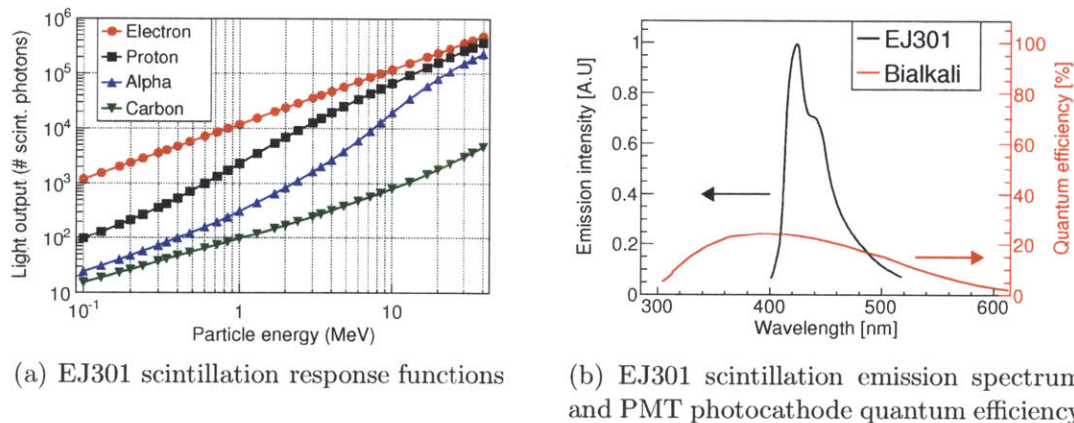 10^6
10^5
10^4
10^3
10^2
10
Light output (# scint. photons)
Electron
Proton
Alpha
Carbon
10^-1 1 10
Particle energy (MeV)
(a) EJ301 scintillation response functions
1
0.8
0.6
0.4
0.2
0
Emission intensity [A.U]
EJ301
Bialkali
100
80
60
40
20
0
Quantum efficiency [%]
300 400 500 600
Wavelength [nm]
(b) EJ301 scintillation emission spectrum
and PMT photocathode quantum efficiency